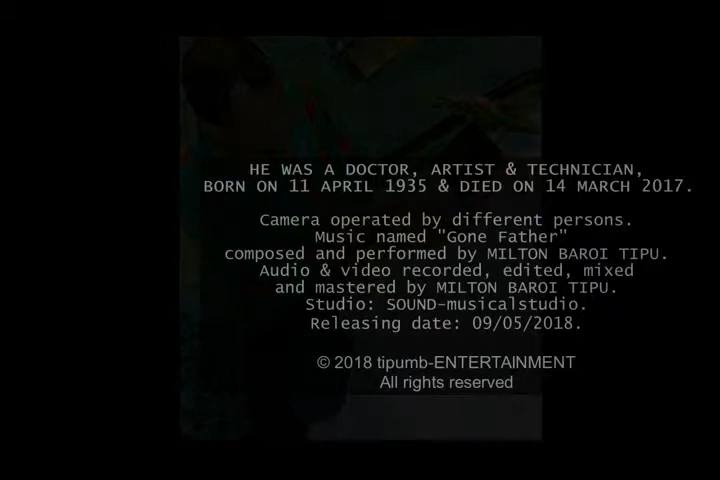 HE WAS A DOCTOR, ARTIST & TECHNICIAN,
BORN ON 11 APRIL 1935 & DIED ON 14 MARCH 2017.
Camera operated by different persons.
Music named "Gone Father"
composed and performed by MILTON BAROI TIPU.
Audio & video recorded, edited, mixed
and mastered by MILTON BAROI TIPU.
Studio: SOUND-musicalstudio.
Releasing date: 09/05/2018.
© 2018 tipumb-ENTERTAINMENT
All rights reserved